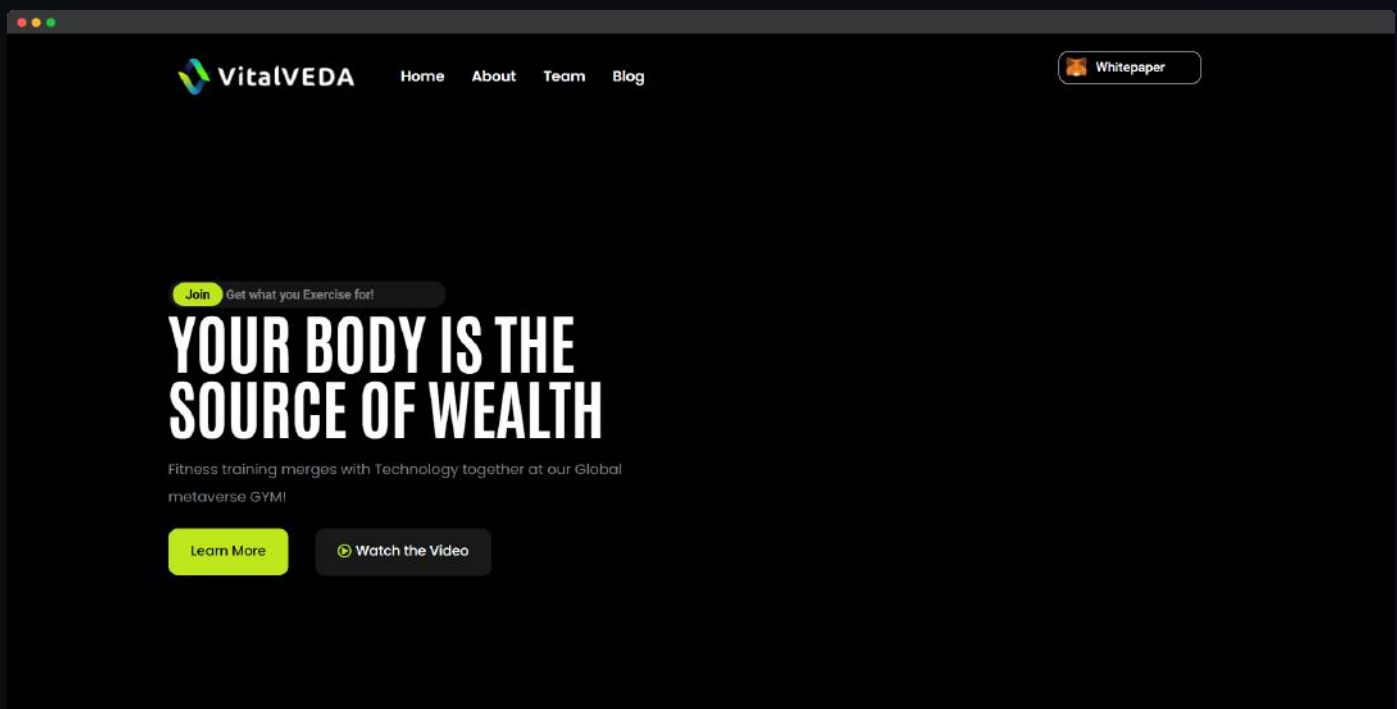 VitalVEDA Home About Team Blog Whitepaper
Join Get what you Exercise for!
YOUR BODY IS THE
SOURCE OF WEALTH
Fitness training merges with Technology together at our Global
metaverse GYM!
Learn More Watch the Video